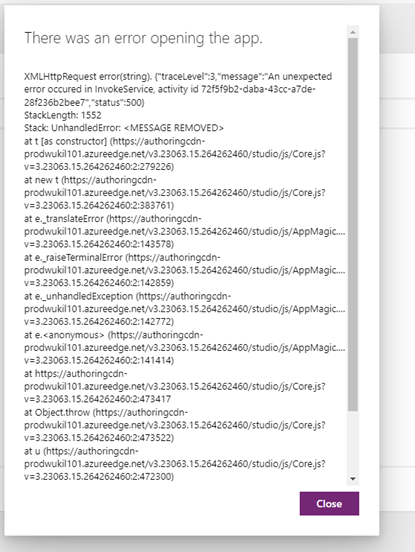 There was an error opening the app.
XMLHttpRequest error(string). {"traceLevel":3,"message":"An unexpected
error occured in InvokeService, activity id 72f5f9b2-daba-43cc-a7de-
28f236b2bee7","status":500}
StackLength: 1552
Stack: UnhandledError: <MESSAGE REMOVED>
at t [as constructor] (https://authoringcdn-
prodwukil101.azureedge.net/v3.23063.15.264262460/studio/js/Core.js?
v=3.23063.15.264262460:2:279226)
at new t (https://authoringcdn-
prodwukil101.azureedge.net/v3.23063.15.264262460/studio/js/Core.js?
v=3.23063.15.264262460:2:383761)
at e._translateError (https://authoringcdn-
prodwukil101.azureedge.net/v3.23063.15.264262460/studio/js/AppMagic....
v=3.23063.15.264262460:2:143578)
at e._raiseTerminalError (https://authoringcdn-
prodwukil101.azureedge.net/v3.23063.15.264262460/studio/js/AppMagic....
v=3.23063.15.264262460:2:142859)
at e._unhandledException (https://authoringcdn-
prodwukil101.azureedge.net/v3.23063.15.264262460/studio/js/AppMagic....
v=3.23063.15.264262460:2:142772)
at e.<anonymous> (https://authoringcdn-
prodwukil101.azureedge.net/v3.23063.15.264262460/studio/js/AppMagic....
v=3.23063.15.264262460:2:141414)
at https://authoringcdn-
prodwukil101.azureedge.net/v3.23063.15.264262460/studio/js/Core.js?
v=3.23063.15.264262460:2:473417
at Object.throw (https://authoringcdn-
prodwukil101.azureedge.net/v3.23063.15.264262460/studio/js/Core.js?
v=3.23063.15.264262460:2:473522)
at u (https://authoringcdn-
prodwukil101.azureedge.net/v3.23063.15.264262460/studio/js/Core.js?
v=3.23063.15.264262460:2:472300)
Close